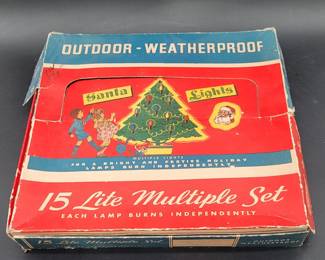 OUTDOOR - WEATHERPROOF
Santa Lights
MULTIPLE LIGHTS
FOR A BRIGHT AND FESTIVE HOLIDAY
LAMPS BURN INDEPENDENTLY
15 Lite Multiple Set
EACH LAMP BURNS INDEPENDENTLY
15 Lite Multiple Set